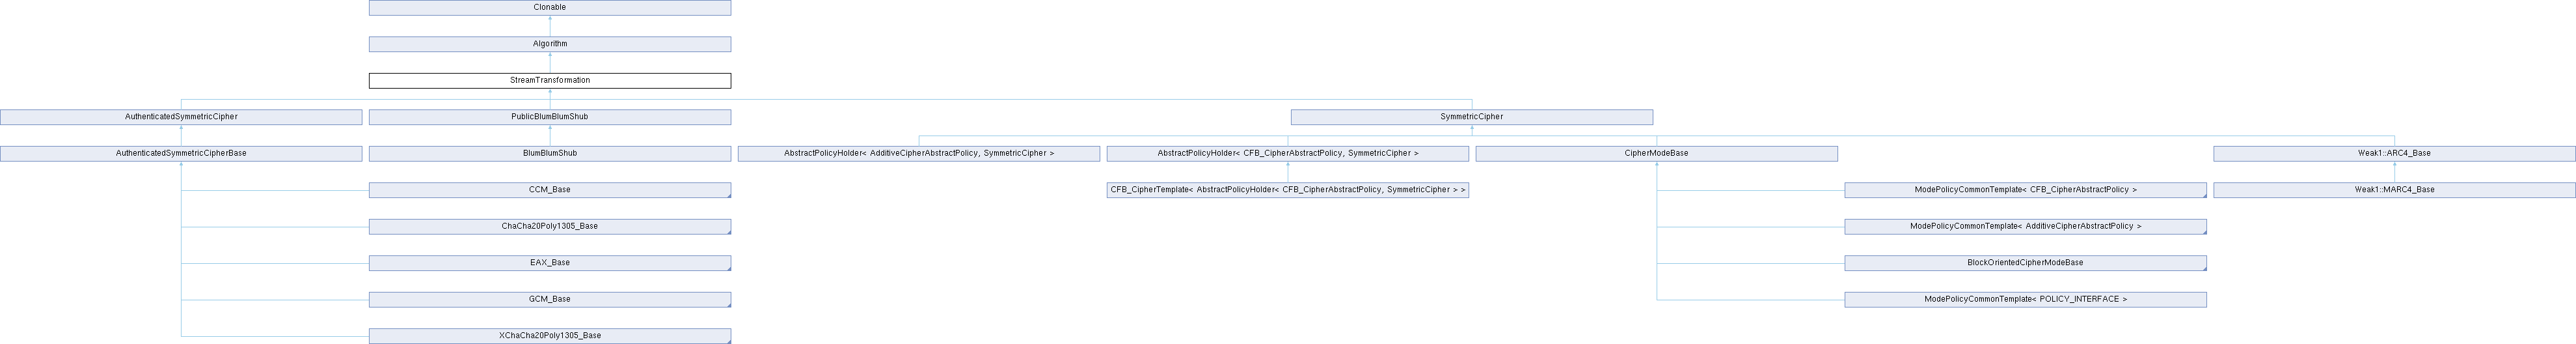 Clonable
Algorithm
StreamTransformation
AuthenticatedSymmetricCipher
PublicBlumBlumShub
SymmetricCipher
AuthenticatedSymmetricCipherBase
BlumBlumShub
AbstractPolicyHolder< AdditiveCipherAbstractPolicy, SymmetricCipher >
AbstractPolicyHolder< CFB_CipherAbstractPolicy, SymmetricCipher >
CipherModeBase
Weak1::ARC4_Base
CCM_Base
CFB_CipherTemplate< AbstractPolicyHolder< CFB_CipherAbstractPolicy, SymmetricCipher > >
ModePolicyCommonTemplate< CFB_CipherAbstractPolicy >
Weak1::MARC4_Base
ChaCha20Poly1305_Base
ModePolicyCommonTemplate< AdditiveCipherAbstractPolicy >
EAX_Base
BlockOrientedCipherModeBase
GCM_Base
ModePolicyCommonTemplate< POLICY_INTERFACE >
XChaCha20Poly1305_Base